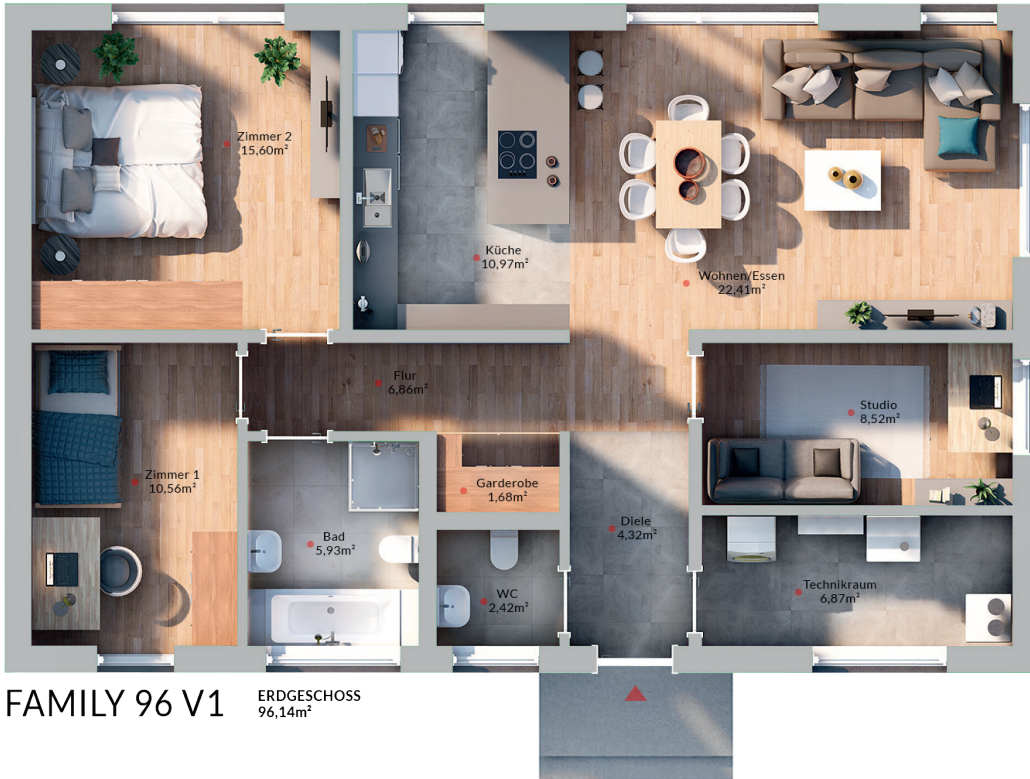 Zimmer 2
15,60m²
Küche
10,97m²
Wohnen/Essen
22,41m²
Flur
6,86m²
Studio
8,52m²
Zimmer 1
10,56m²
Garderobe
1,68m²
Bad
5,93m²
Diele
4,32m²
WC
2,42m²
Technikraum
6,87m²
FAMILY 96 V1
ERDGESCHOSS
96,14m²